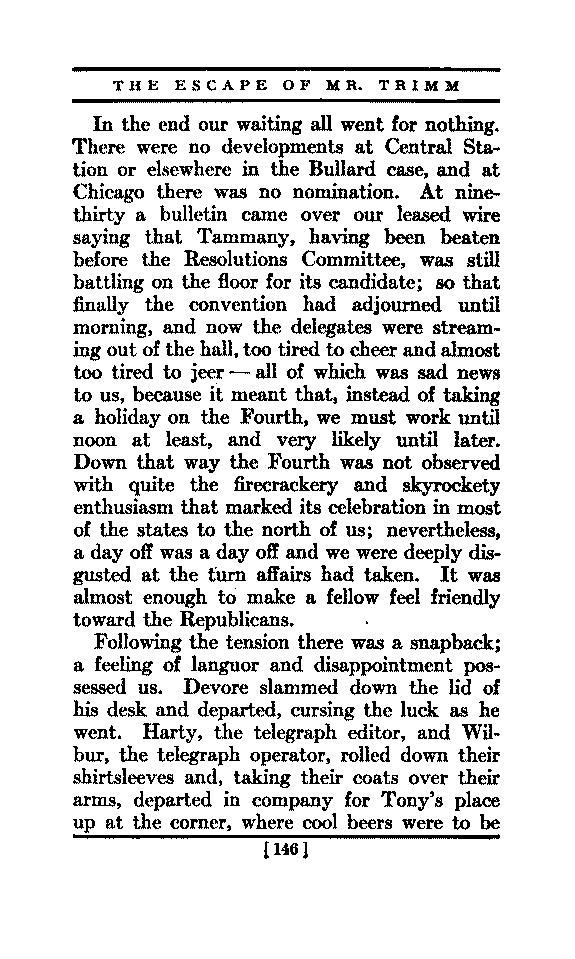 THE ESCAPE OF MR. TRIMM
In the end our waiting all went for nothing.
There were no developments at Central Sta-
tion or elsewhere in the Bullard case, and at
Chicago there was no nomination. At nine-
thirty a bulletin came over our leased wire
saying that Tammany, having been beaten
before the Resolutions Committee, was still
battling on the floor for its candidate; so that
finally the convention had adjourned until
morning, and now the delegates were stream-
ing out of the hall, too tired to cheer and almost
too tired to jeer — all of which was sad news
to us, because it meant that, instead of taking
a holiday on the Fourth, we must work until
noon at least, and very likely until later.
Down that way the Fourth was not observed
with quite the firecrackery and skyrockety
enthusiasm that marked its celebration in most
of the states to the north of us; nevertheless,
a day off was a day off and we were deeply dis-
gusted at the turn affairs had taken. It was
almost enough to make a fellow feel friendly
toward the Republicans.
Following the tension there was a snapback;
a feeling of languor and disappointment pos-
sessed us. Devore slammed down the lid of
his desk and departed, cursing the luck as he
went. Harty, the telegraph editor, and Wil-
bur, the telegraph operator, rolled down their
shirtsleeves and, taking their coats over their
arms, departed in company for Tony's place
up at the corner, where cool beers were to be
[146]